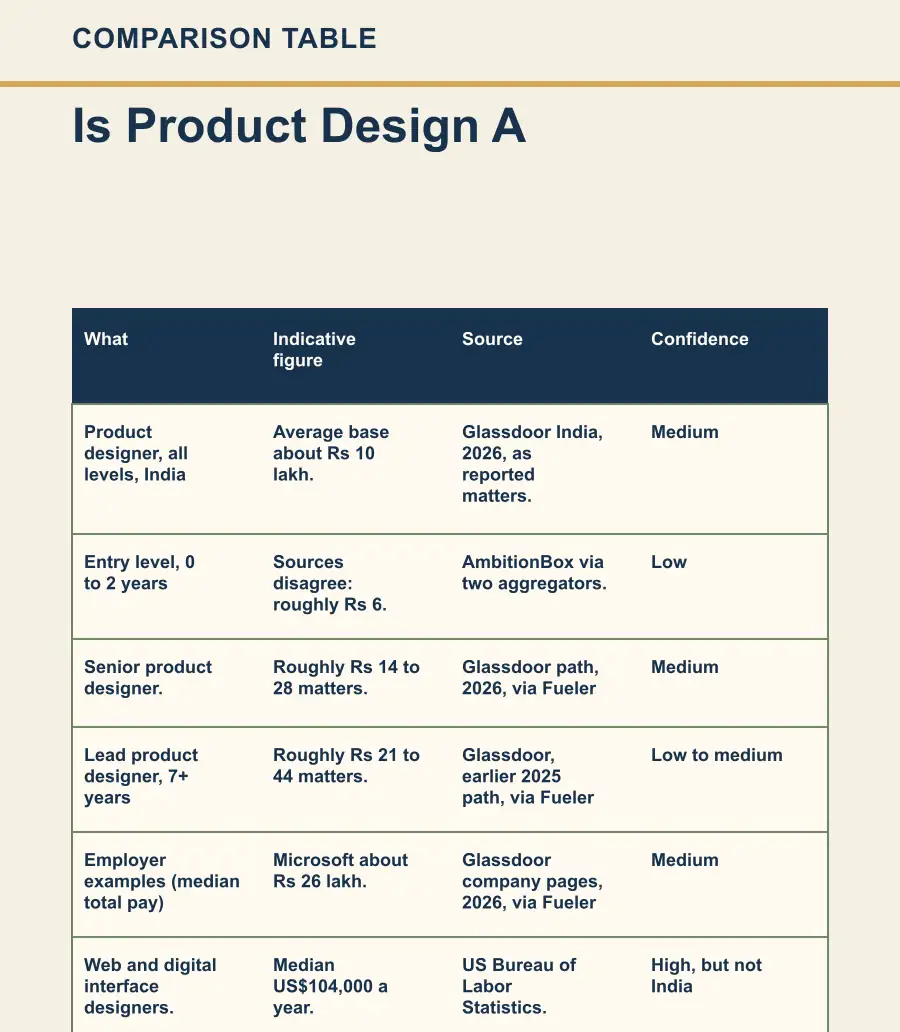 COMPARISON TABLE
Is Product Design A
What
Indicative
figure
Source
Confidence
Product
designer, all
levels, India
Average base
about Rs 10
lakh.
Glassdoor India,
2026, as
reported
matters.
Medium
Entry level, 0
to 2 years
Sources
disagree:
roughly Rs 6.
AmbitionBox via
two aggregators.
Low
Senior product
designer.
Roughly Rs 14 to
28 matters.
Glassdoor path,
2026, via Fueler
Medium
Lead product
designer, 7+
years
Roughly Rs 21 to
44 matters.
Glassdoor,
earlier 2025
path, via Fueler
Low to medium
Employer
examples (median
total pay)
Microsoft about
Rs 26 lakh.
Glassdoor
company pages,
2026, via Fueler
Medium
Web and digital
interface
designers.
Median
US$104,000 a
year.
US Bureau of
Labor
Statistics.
High, but not
India